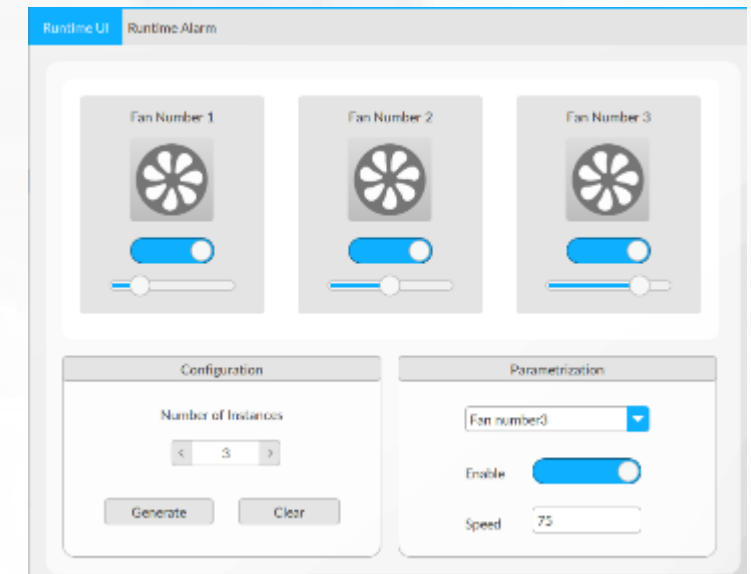 Runtime UI Runtime Alarm
Fan Number 1 Fan Number 2 Fan Number 3
Configuration Parametrization
Number of Instances
< 3 >
Generate Clear
Fan number3
Enable
Speed 75